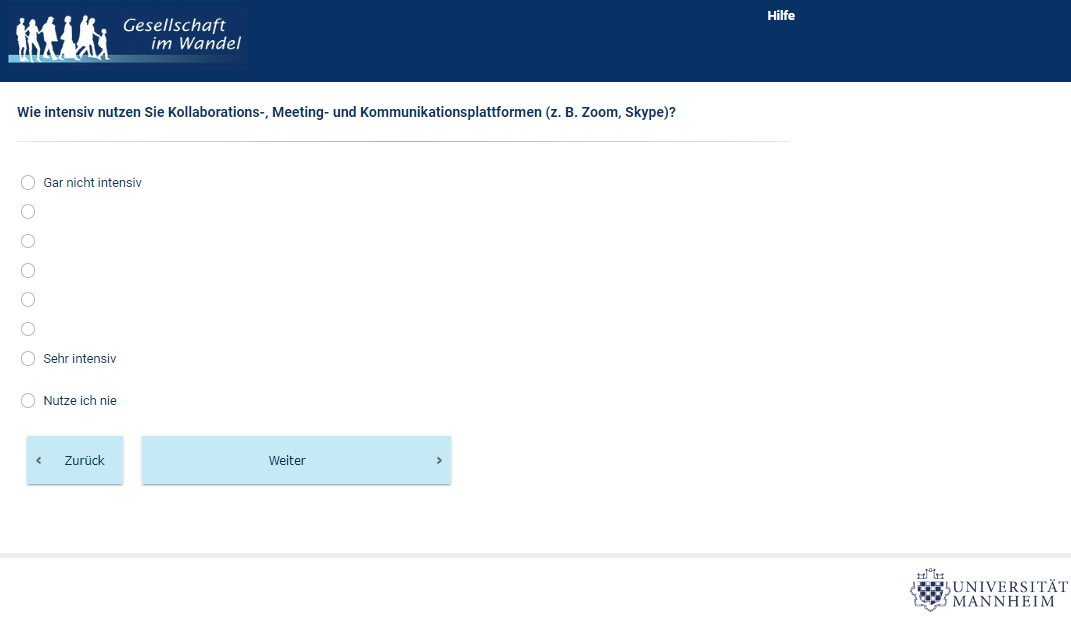 Gesellschaft
im Wandel
Hilfe
Wie intensiv nutzen Sie Kollaborations-, Meeting- und Kommunikationsplattformen (z. B. Zoom, Skype)?
Gar nicht intensiv
Sehr intensiv
Nutze ich nie
‹ Zurück
Weiter ›
UNIVERSITÄT
MANNHEIM